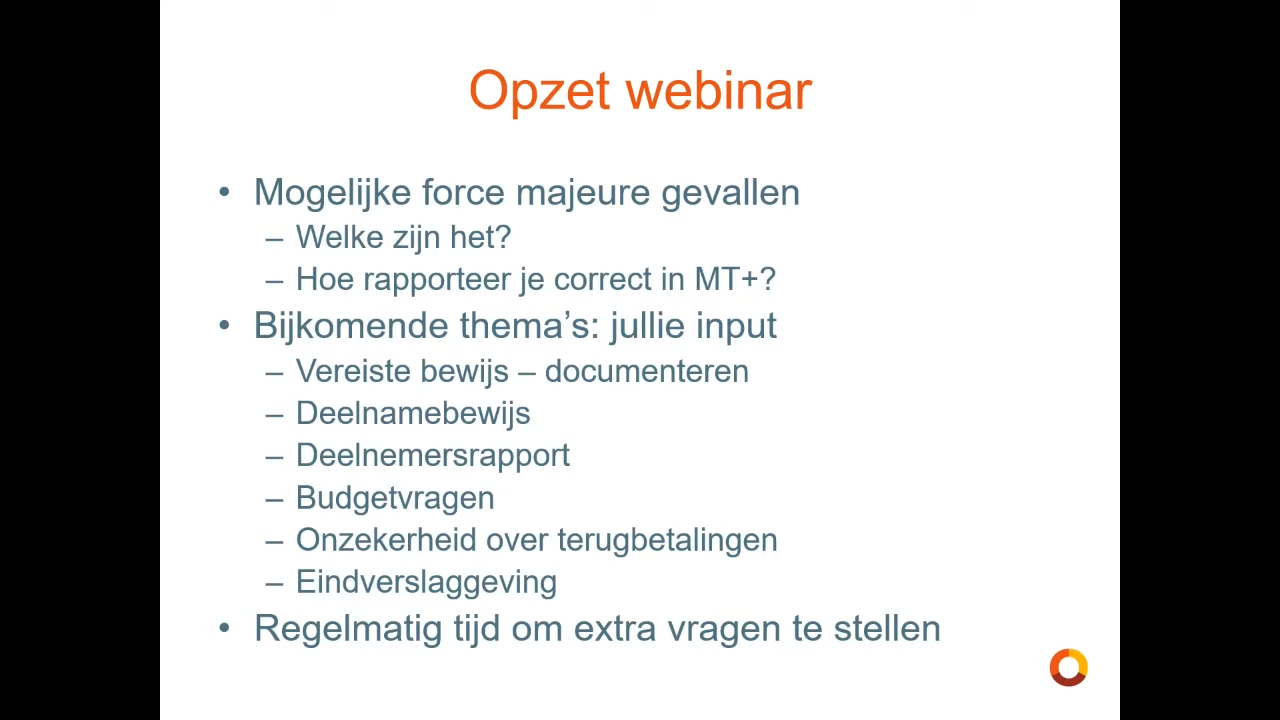 Opzet webinar
• Mogelijke force majeure gevallen
– Welke zijn het?
– Hoe rapporteer je correct in MT+?
• Bijkomende thema’s: jullie input
– Vereiste bewijs – documenteren
– Deelnamebewijs
– Deelnemersrapport
– Budgetvragen
– Onzekerheid over terugbetalingen
– Eindverslaggeving
• Regelmatig tijd om extra vragen te stellen